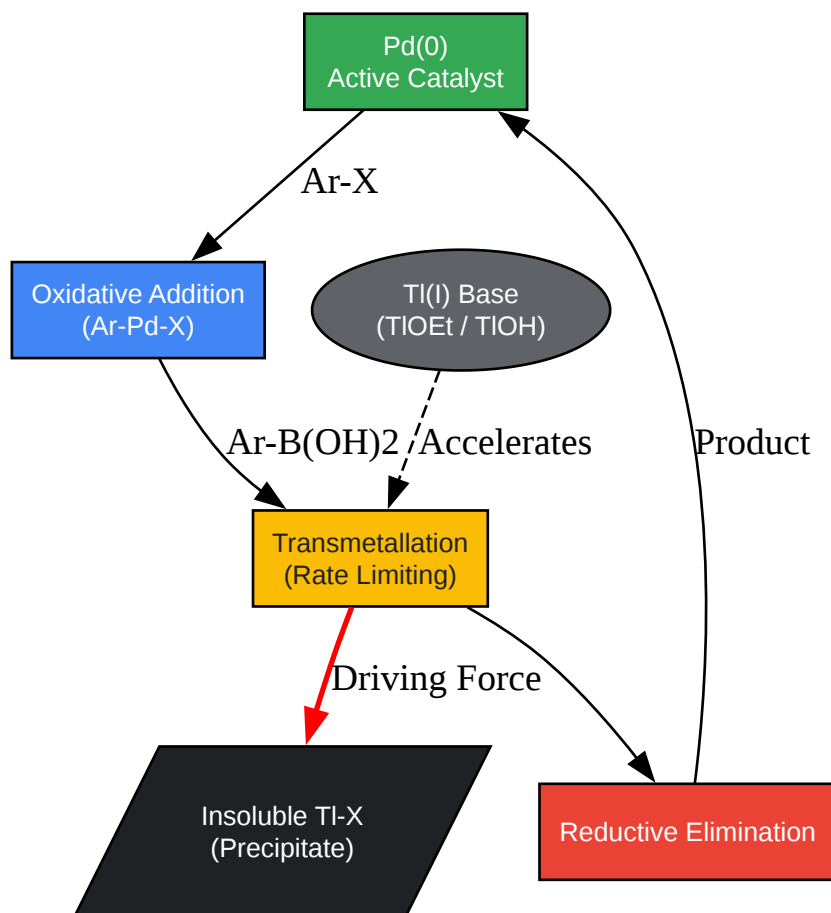 Pd(0)
Active Catalyst
Ar-X
Oxidative Addition
(Ar-Pd-X)
Tl(I) Base
(TlOEt / TlOH)
Ar-B(OH)2
Accelerates
Product
Transmetallation
(Rate Limiting)
Driving Force
Insoluble Tl-X
(Precipitate)
Reductive Elimination